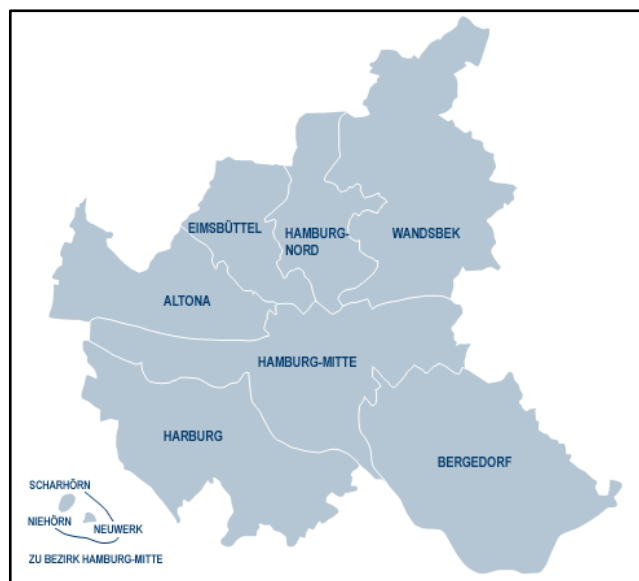 EIMSBÜTTEL
HAMBURG-
NORD
WANDSBEK
ALTONA
HAMBURG-MITTE
HARBURG
BERGEDORF
SCHARHÖRN
NIEHÖRN
NEUWERK
ZU BEZIRK HAMBURG-MITTE